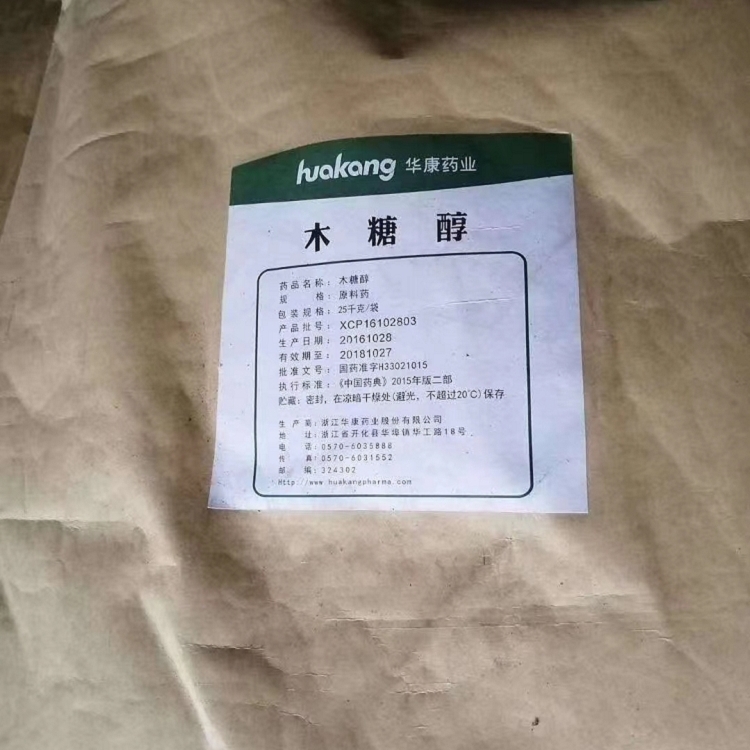 huakang 华康药业
木糖醇
药品名称：木糖醇
规格：原料药
包装规格：25千克/袋
产品批号：XCP16102803
生产日期：20161028
有效期至：20181027
批准文号：国药准字H33021015
执行标准：《中国药典》2015年版二部
贮藏：密封，在凉暗干燥处(避光，不超过20℃)保存
生产商：浙江华康药业股份有限公司
地址：浙江省开化县华埠镇华工路18号
电话：0570-6035888
传真：0570-6031552
邮编：324302
Http://www.huakangpharma.com